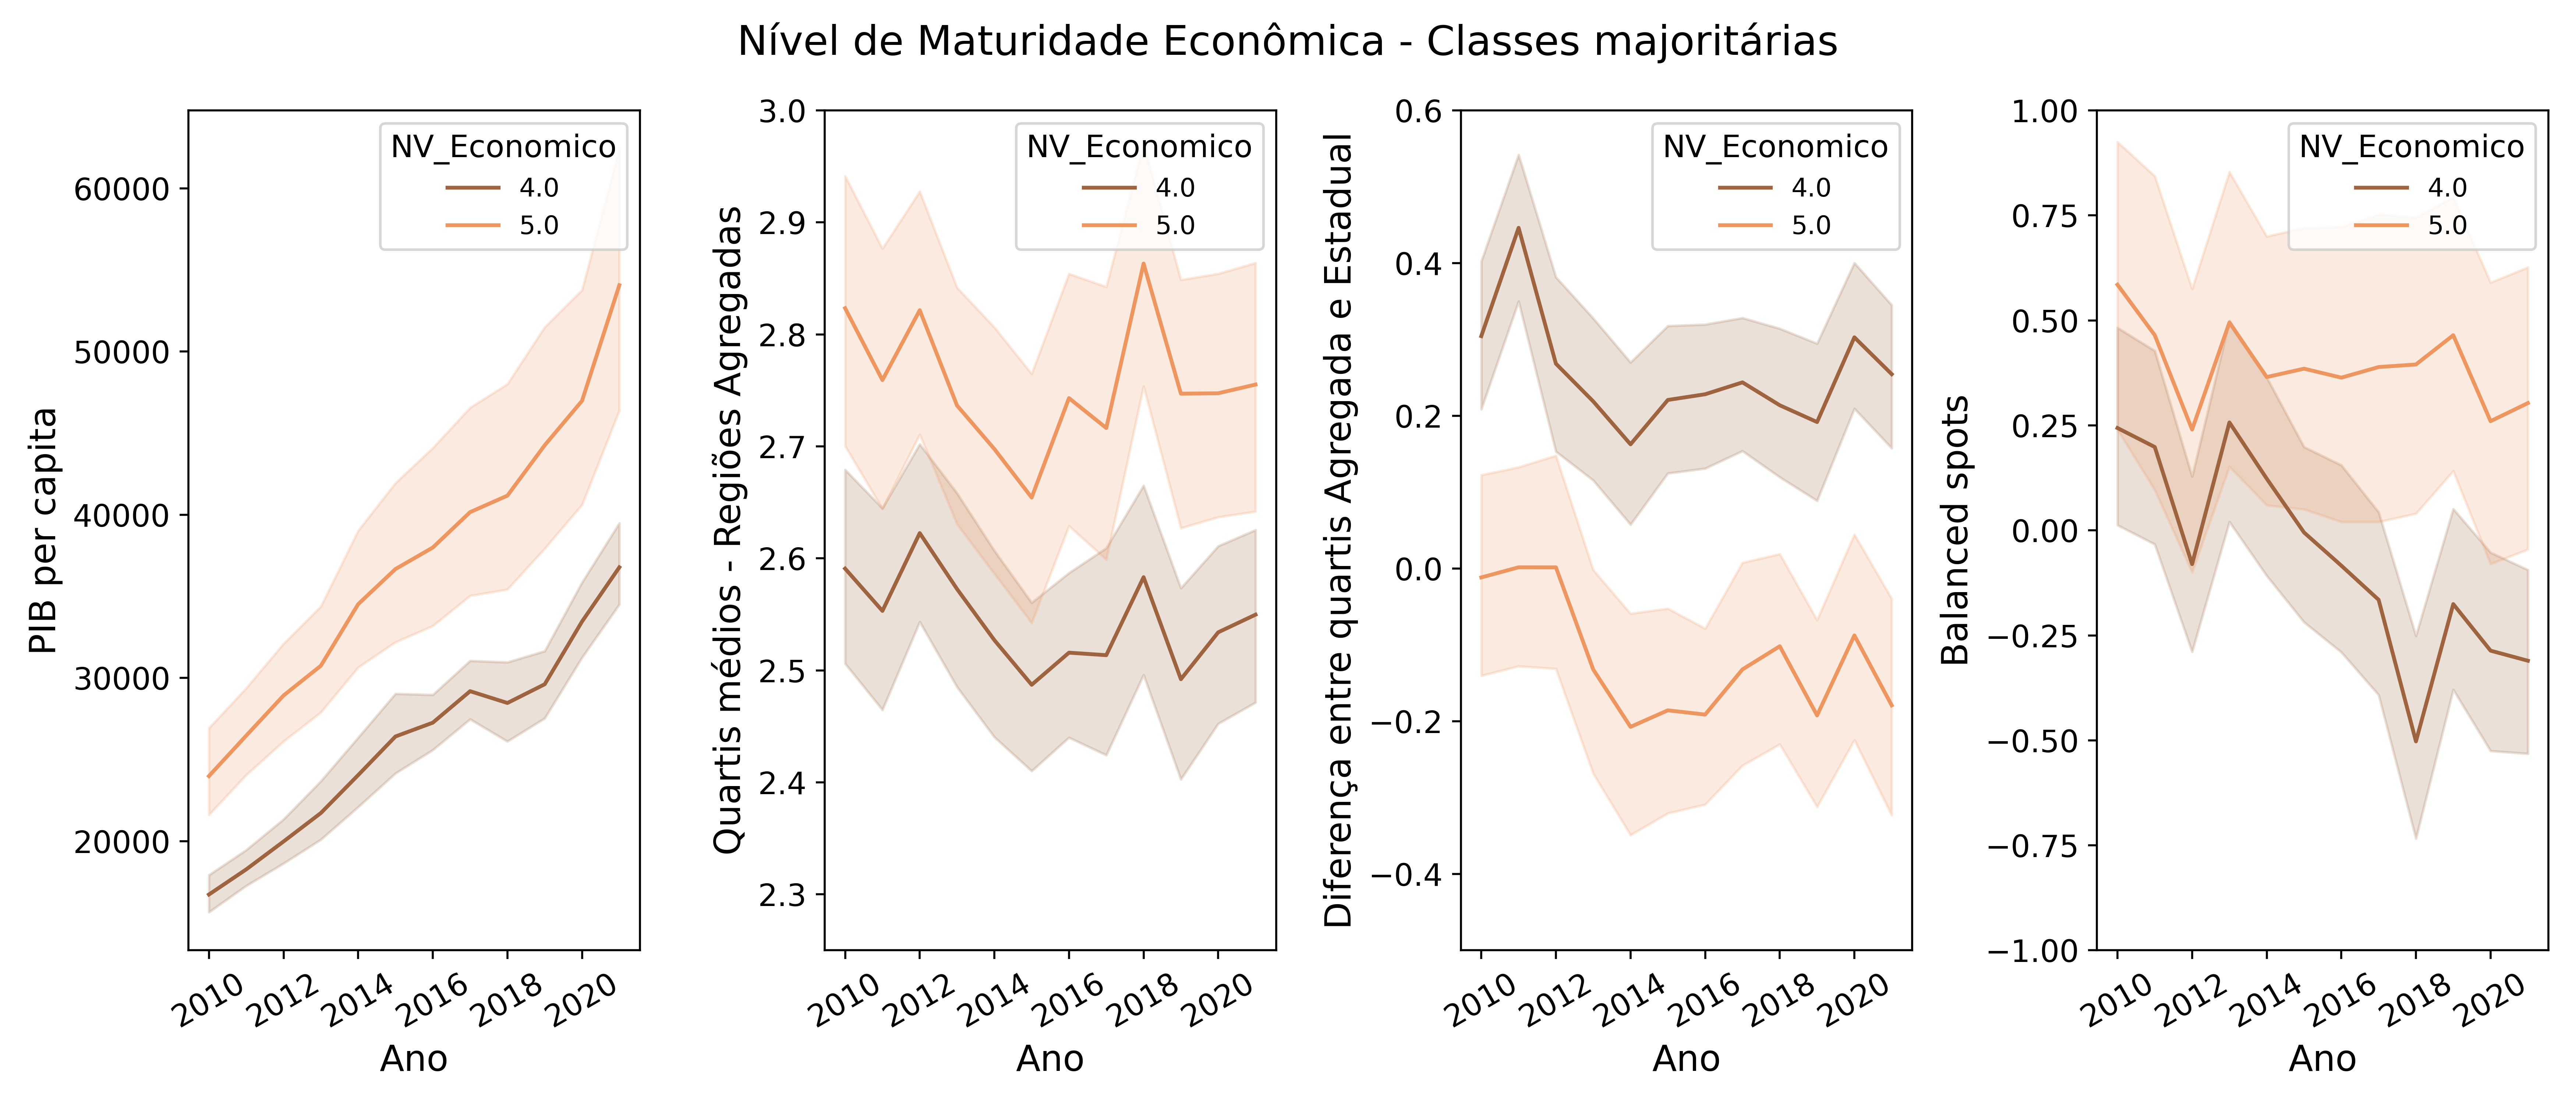 Nível de Maturidade Econômica - Classes majoritárias
PIB per capita
60000
50000
40000
30000
20000
NV_Economico
4.0
5.0
2010 2012 2014 2016 2018 2020
Ano
Quartis médios - Regiões Agregadas
3.0
2.9
2.8
2.7
2.6
2.5
2.4
2.3
NV_Economico
4.0
5.0
2010 2012 2014 2016 2018 2020
Ano
Diferença entre quartis Agregada e Estadual
0.6
0.4
0.2
0.0
−0.2
−0.4
NV_Economico
4.0
5.0
2010 2012 2014 2016 2018 2020
Ano
Balanced spots
1.00
0.75
0.50
0.25
0.00
−0.25
−0.50
−0.75
−1.00
NV_Economico
4.0
5.0
2010 2012 2014 2016 2018 2020
Ano